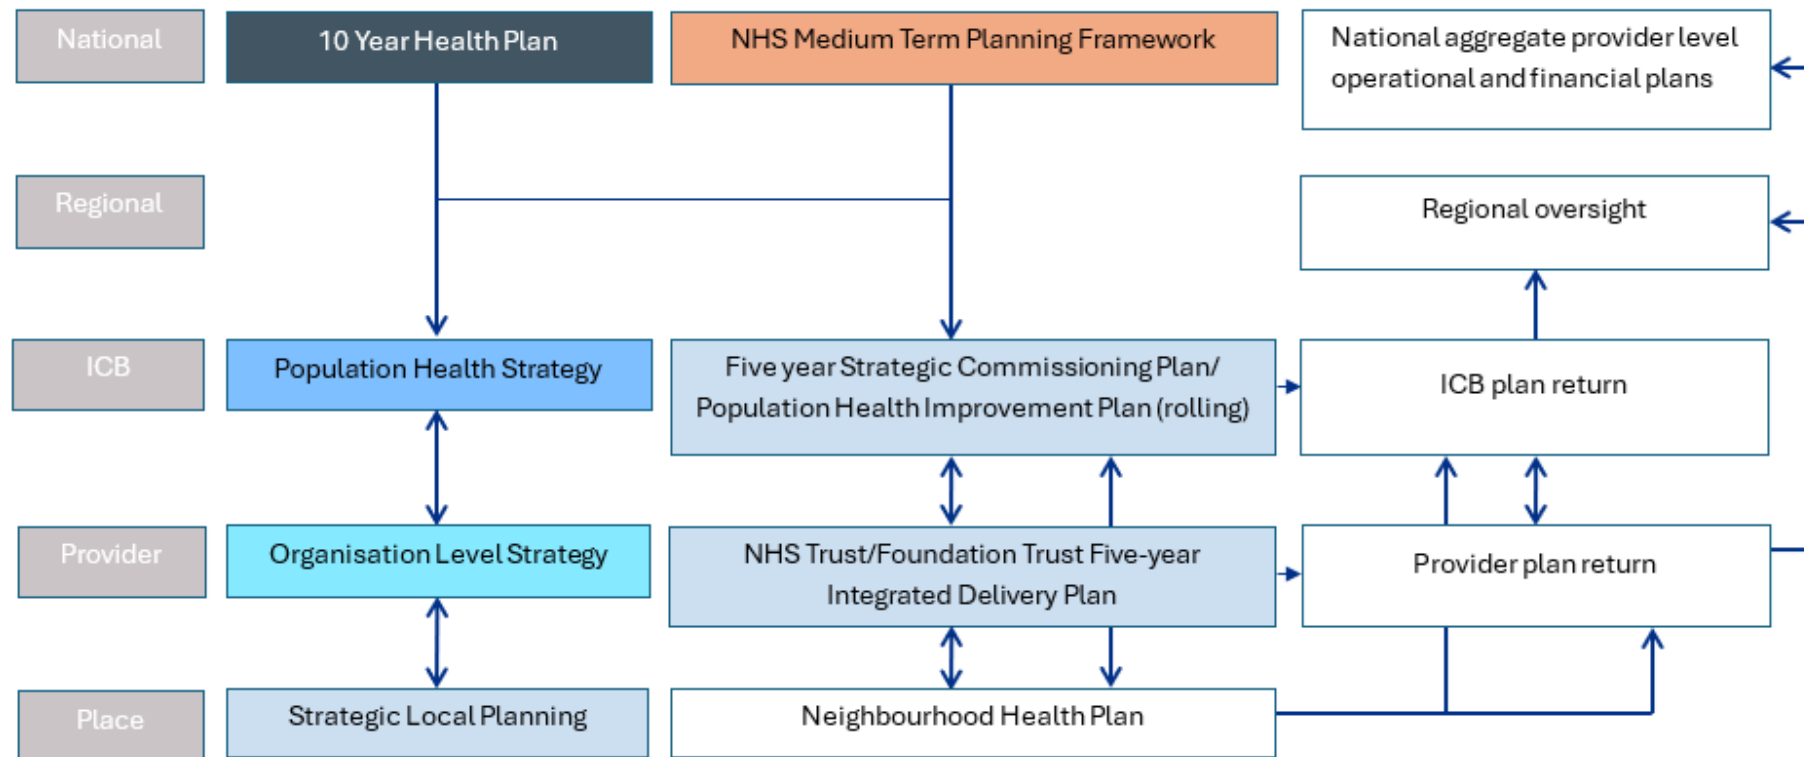 National
10 Year Health Plan
NHS Medium Term Planning Framework
National aggregate provider level
operational and financial plans
Regional
Regional oversight
ICB
Population Health Strategy
Five year Strategic Commissioning Plan/
Population Health Improvement Plan (rolling)
ICB plan return
Provider
Organisation Level Strategy
NHS Trust/Foundation Trust Five-year
Integrated Delivery Plan
Provider plan return
Place
Strategic Local Planning
Neighbourhood Health Plan